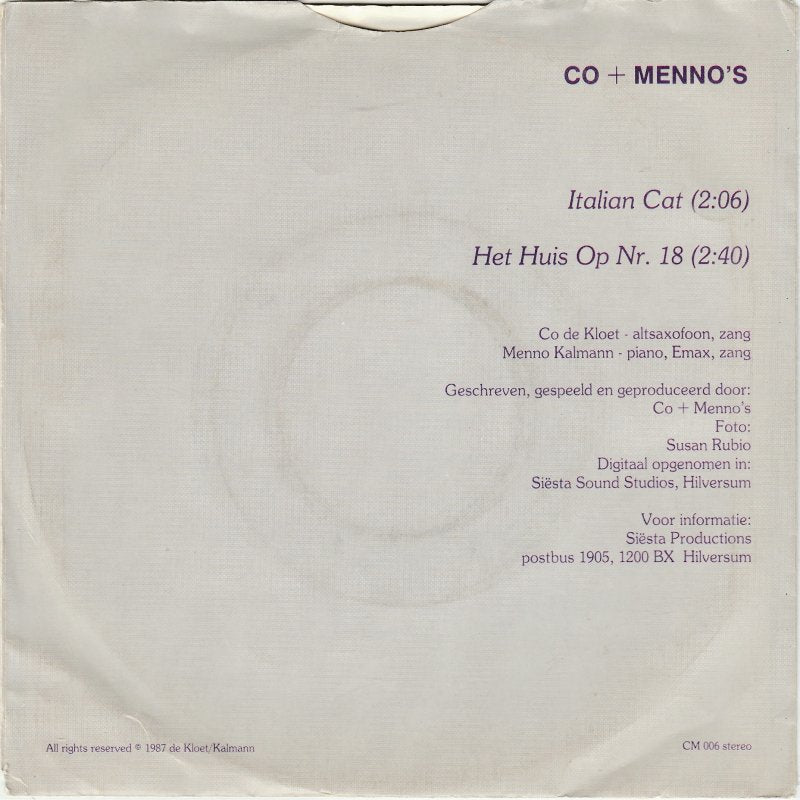 CO + MENNO'S
Italian Cat (2:06)
Het Huis Op Nr. 18 (2:40)
Co de Kloet - altsaxofoon, zang
Menno Kalmann - piano, Emax, zang
Geschreven, gespeeld en geproduceerd door:
Co + Menno's
Foto:
Susan Rubio
Digitaal opgenomen in:
Siësta Sound Studios, Hilversum
Voor informatie:
Siësta Productions
postbus 1905, 1200 BX Hilversum
All rights reserved © 1987 de Kloet/Kalmann
CM 006 stereo